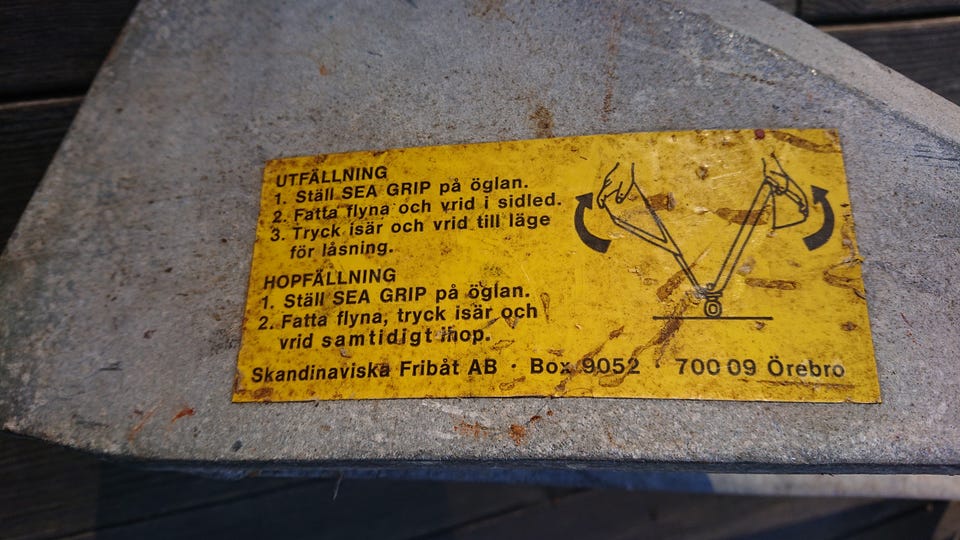 UTFÄLLNING
1. Ställ SEA GRIP på öglan.
2. Fatta flyna och vrid i sidled.
3. Tryck isär och vrid till läge
för låsning.
HOPFÄLLNING
1. Ställ SEA GRIP på öglan.
2. Fatta flyna, tryck isär och
vrid samtidigt ihop.
Skandinaviska Fribåt AB · Box 9052 · 700 09 Örebro